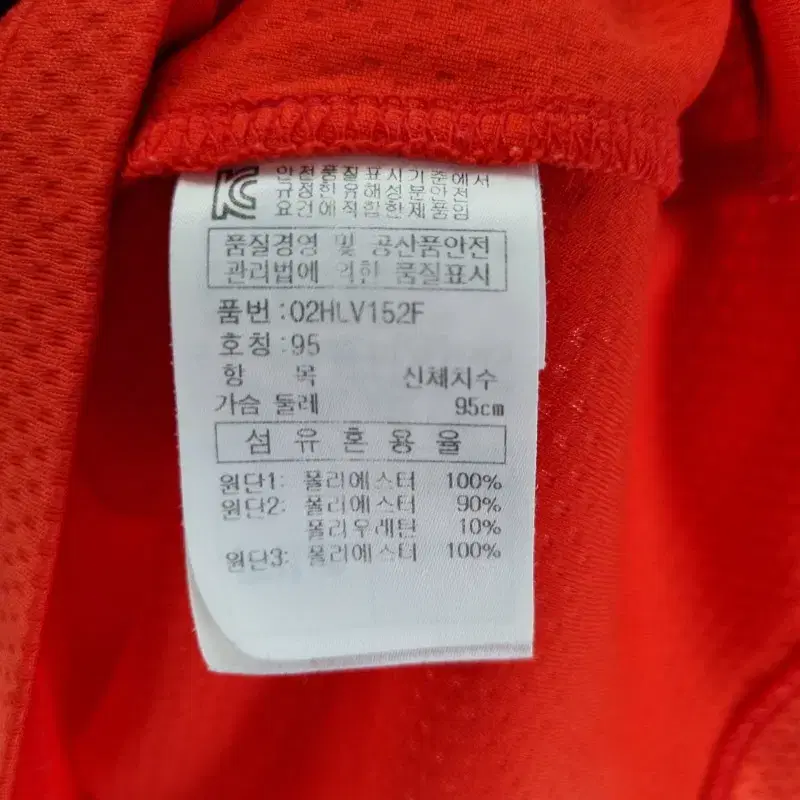 안전품질표시기준에서
규정한유해성분안전
요건에적합한제품임
품질경영 및 공산품안전
관리법에 의한 품질표시
품번:02HLV152F
호칭:95
항 목 신체치수
가슴 둘레 95cm
섬 유 혼 용 율
원단1: 폴리에스터 100%
원단2: 폴리에스터 90%
폴리우레탄 10%
원단3: 폴리에스터 100%